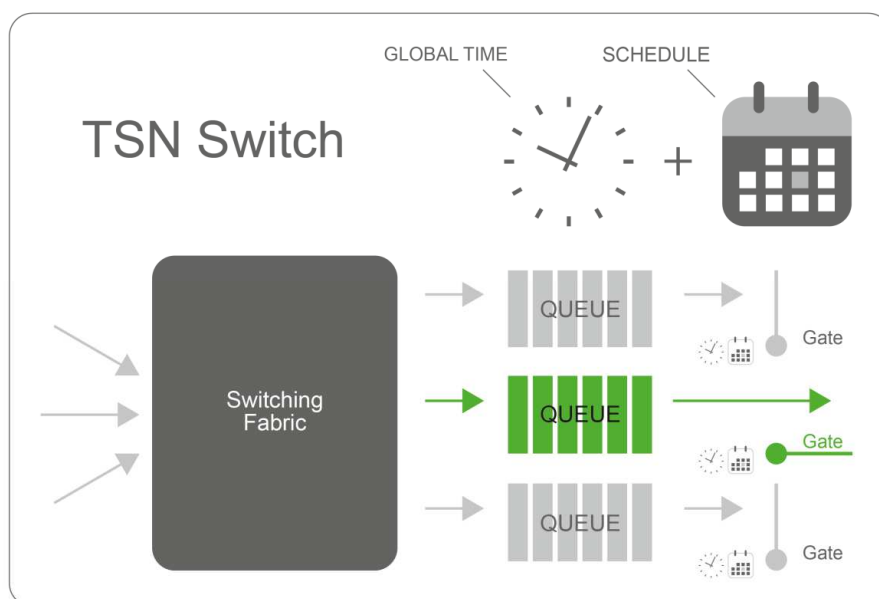 GLOBAL TIME
SCHEDULE
TSN Switch
Switching
Fabric
QUEUE
Gate
QUEUE
Gate
QUEUE
Gate